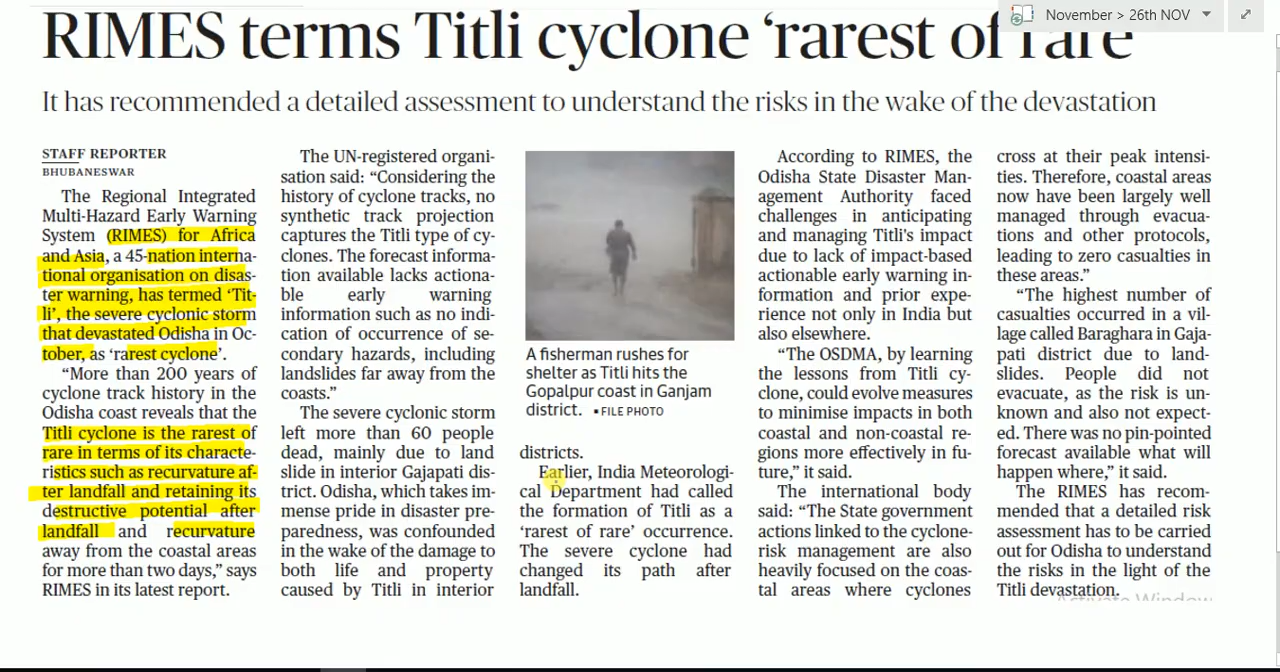 RIMES terms Titli cyclone ‘rarest of rare’
November > 26th NOV
It has recommended a detailed assessment to understand the risks in the wake of the devastation
STAFF REPORTER
BHUBANESWAR
The Regional Integrated
Multi-Hazard Early Warning
System (RIMES) for Africa
and Asia, a 45-nation interna-
tional organisation on disas-
ter warning, has termed ‘Tit-
li’, the severe cyclonic storm
that devastated Odisha in Oc-
tober, as ‘rarest cyclone’.
“More than 200 years of
cyclone track history in the
Odisha coast reveals that the
Titli cyclone is the rarest of
rare in terms of its characte-
ristics such as recurvature af-
ter landfall and retaining its
destructive potential after
landfall and recurvature
away from the coastal areas
for more than two days,” says
RIMES in its latest report.
The UN-registered organi-
sation said: “Considering the
history of cyclone tracks, no
synthetic track projection
captures the Titli type of cy-
clones. The forecast informa-
tion available lacks actiona-
ble early warning
information such as no indi-
cation of occurrence of se-
condary hazards, including
landslides far away from the
coasts.”
The severe cyclonic storm
left more than 60 people
dead, mainly due to land
slide in interior Gajapati dis-
trict. Odisha, which takes im-
mense pride in disaster pre-
paredness, was confounded
in the wake of the damage to
both life and property
caused by Titli in interior
A fisherman rushes for
shelter as Titli hits the
Gopalpur coast in Ganjam
district. ▪ FILE PHOTO
districts.
Earlier, India Meteorologi-
cal Department had called
the formation of Titli as a
‘rarest of rare’ occurrence.
The severe cyclone had
changed its path after
landfall.
According to RIMES, the
Odisha State Disaster Man-
agement Authority faced
challenges in anticipating
and managing Titli's impact
due to lack of impact-based
actionable early warning in-
formation and prior expe-
rience not only in India but
also elsewhere.
“The OSDMA, by learning
the lessons from Titli cy-
clone, could evolve measures
to minimise impacts in both
coastal and non-coastal re-
gions more effectively in fu-
ture,” it said.
The international body
said: “The State government
actions linked to the cyclone-
risk management are also
heavily focused on the coas-
tal areas where cyclones
cross at their peak intensi-
ties. Therefore, coastal areas
now have been largely well
managed through evacua-
tions and other protocols,
leading to zero casualties in
these areas.”
“The highest number of
casualties occurred in a vil-
lage called Baraghara in Gaja-
pati district due to land-
slides. People did not
evacuate, as the risk is un-
known and also not expect-
ed. There was no pin-pointed
forecast available what will
happen where,” it said.
The RIMES has recom-
mended that a detailed risk
assessment has to be carried
out for Odisha to understand
the risks in the light of the
Titli devastation.